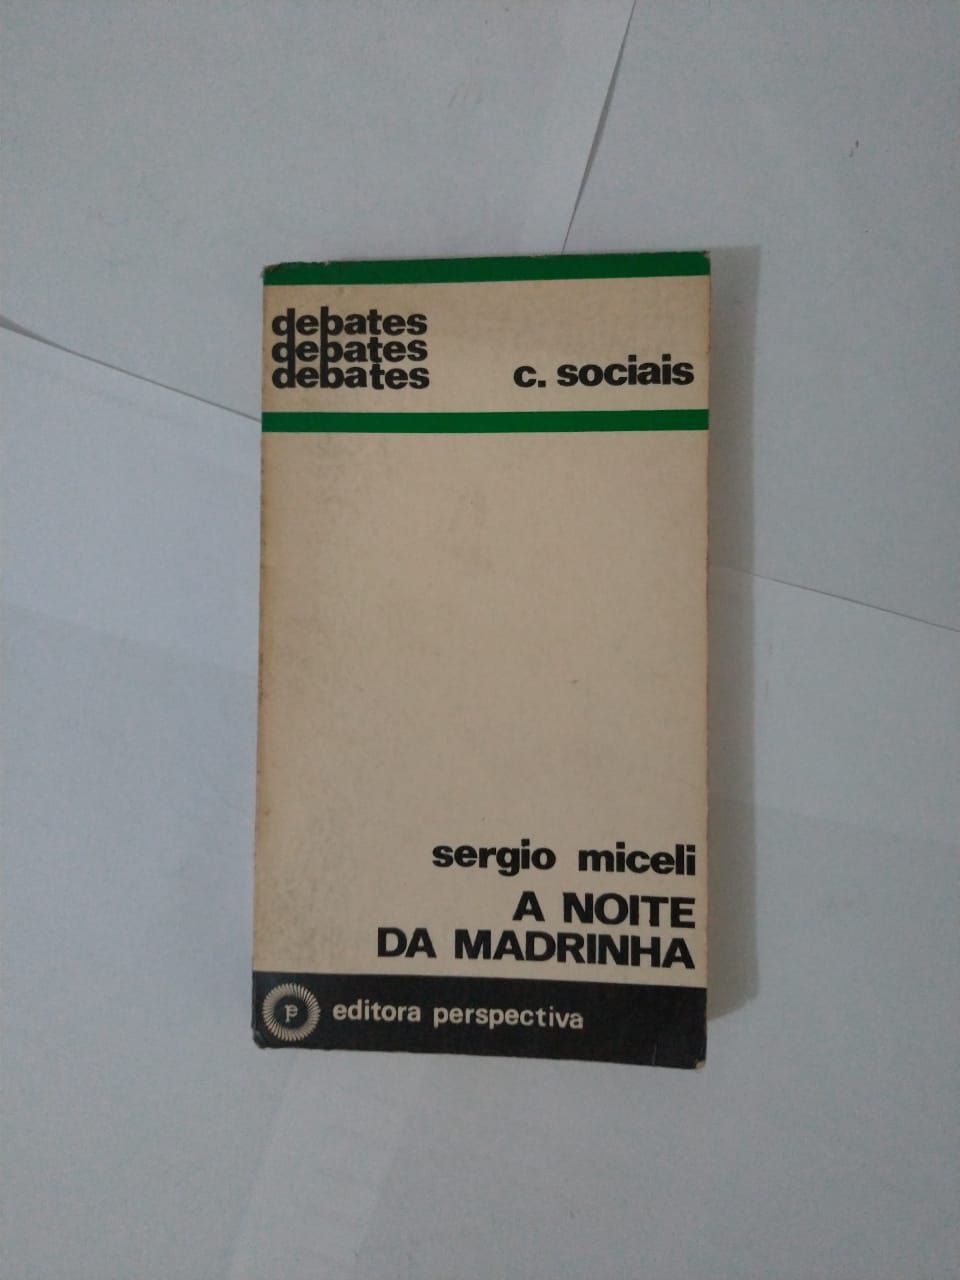 debates
debates
debates
c. sociais
sergio miceli
A NOITE
DA MADRINHA
editora perspectiva